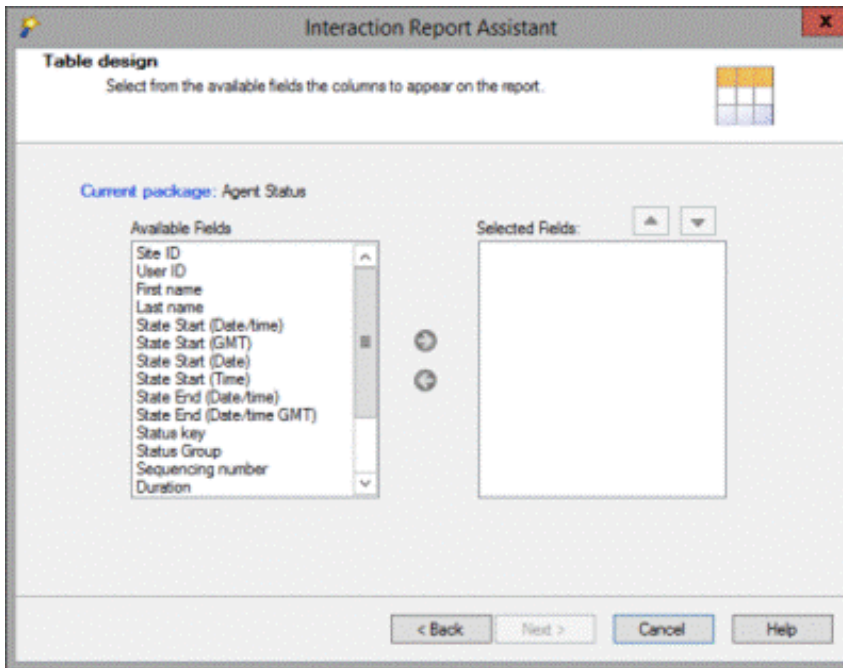 Interaction Report Assistant
x
Table design
Select from the available fields the columns to appear on the report.
Current package: Agent Status
Available Fields
Selected Fields:
Site ID
User ID
First name
Last name
State Start (Date/time)
State Start (GMT)
State Start (Date)
State Start (Time)
State End (Date/time)
State End (Date/time GMT)
Status key
Status Group
Sequencing number
Duration
< Back
Next >
Cancel
Help